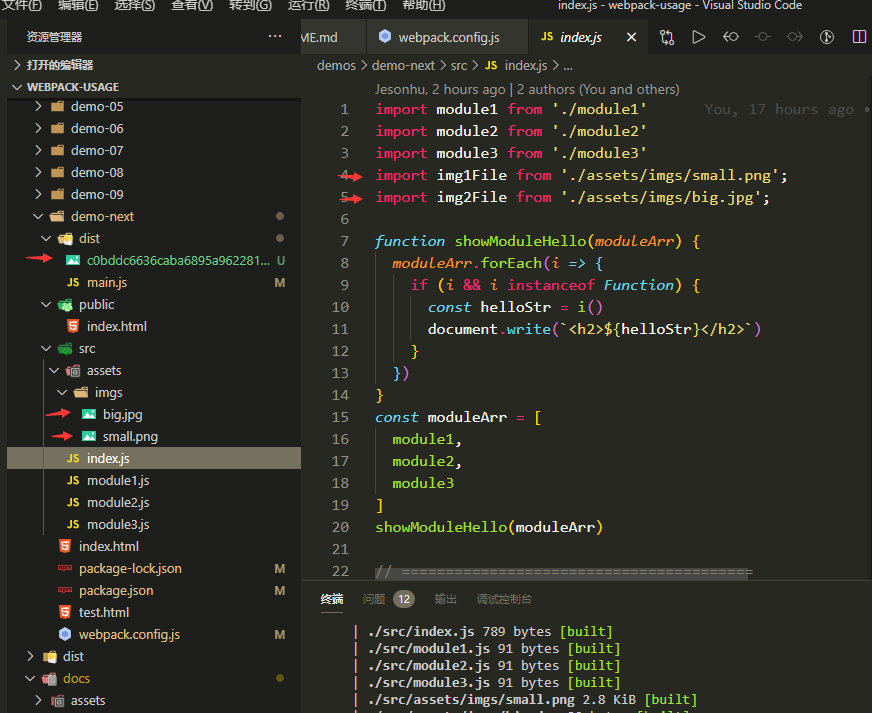 文件(F) 编辑(E) 选择(S) 查看(V) 转到(G) 运行(R) 终端(T) 帮助(H) index.js - webpack-usage - Visual Studio Code
资源管理器 ···
ME.md webpack.config.js JS index.js
打开的编辑器
demos > demo-next > src > JS index.js > ...
WEBPACK-USAGE
demo-05
demo-06
demo-07
demo-08
demo-09
demo-next
dist
c0bddc6636caba6895a962281... U
JS main.js M
public
index.html
src
assets
imgs
big.jpg
small.png
JS index.js
JS module1.js
JS module2.js
JS module3.js
index.html
package-lock.json M
package.json M
test.html
webpack.config.js M
dist
docs
assets
Jesonhu, 2 hours ago | 2 authors (You and others)
1 import module1 from './module1' You, 17 hours ago •
2 import module2 from './module2'
3 import module3 from './module3'
4 import img1File from './assets/imgs/small.png';
5 import img2File from './assets/imgs/big.jpg';
6
7 function showModuleHello(moduleArr) {
8 moduleArr.forEach(i => {
9 if (i && i instanceof Function) {
10 const helloStr = i()
11 document.write(`<h2>${helloStr}</h2>`)
12 }
13 })
14 }
15 const moduleArr = [
16 module1,
17 module2,
18 module3
19 ]
20 showModuleHello(moduleArr)
21
22 // ========================================
终端 问题 12 输出 调试控制台
| ./src/index.js 789 bytes [built]
| ./src/module1.js 91 bytes [built]
| ./src/module2.js 91 bytes [built]
| ./src/module3.js 91 bytes [built]
| ./src/assets/imgs/small.png 2.8 KiB [built]